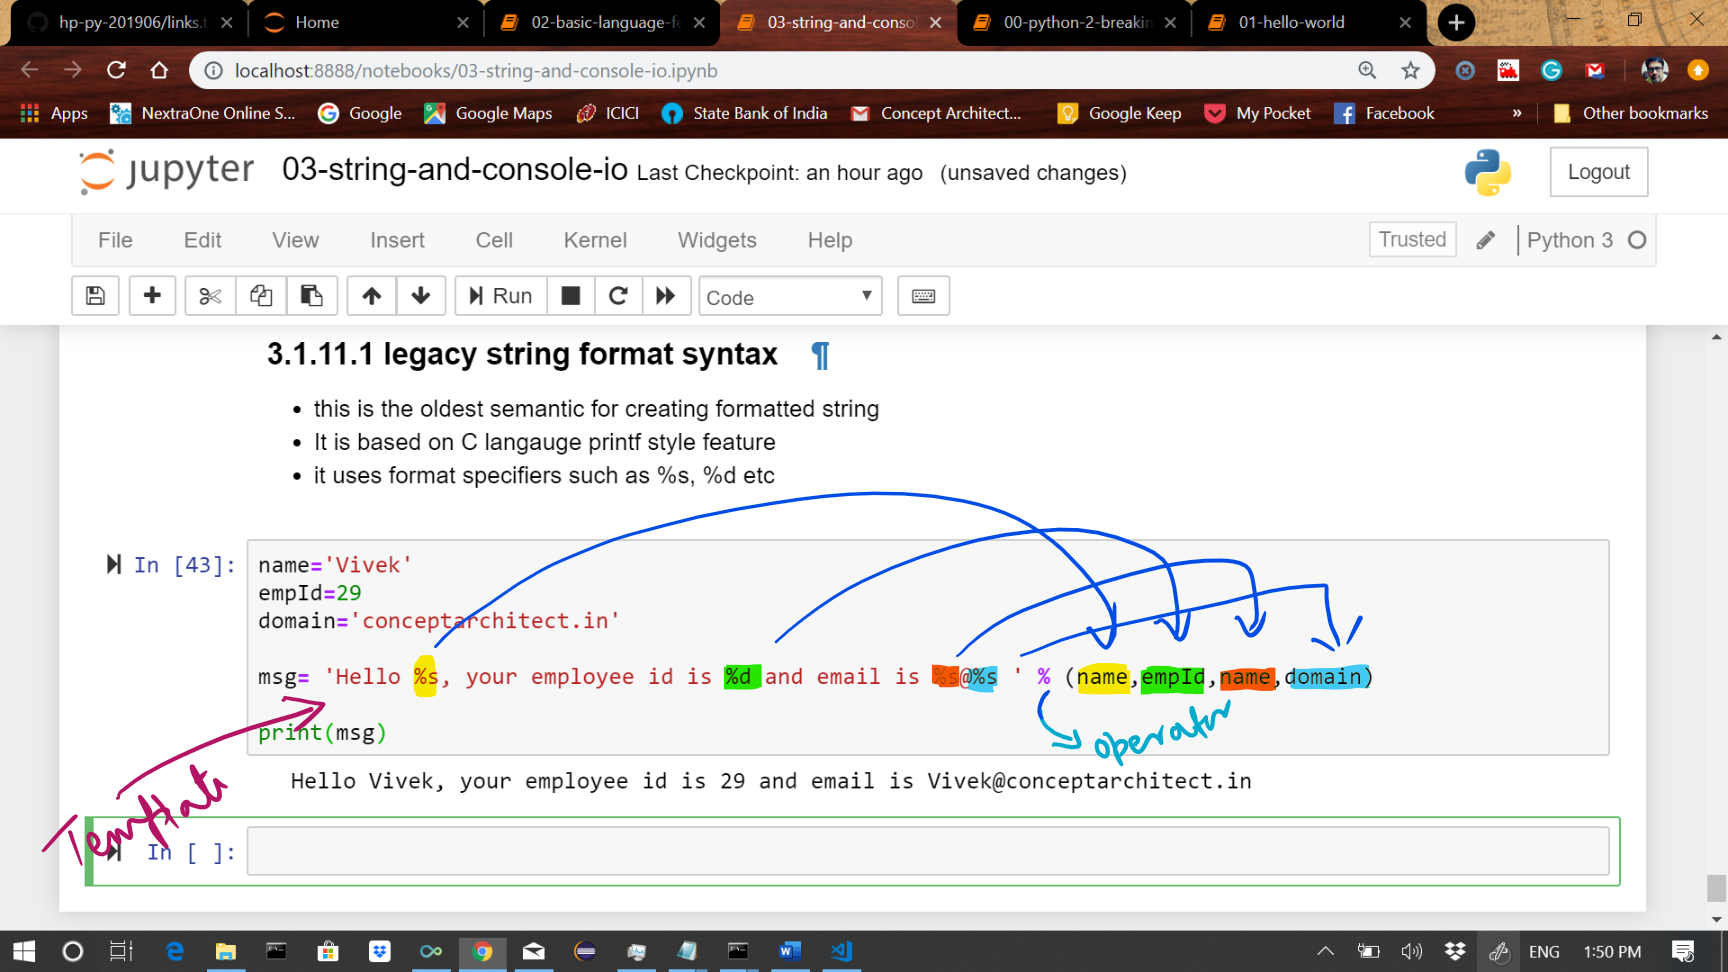 hp-py-201906/links.t
Home
02-basic-language-fe
03-string-and-consol
00-python-2-breakin
01-hello-world
localhost:8888/notebooks/03-string-and-console-io.ipynb
Apps NextraOne Online S... Google Google Maps ICICI State Bank of India Concept Architect... Google Keep My Pocket Facebook » Other bookmarks
jupyter 03-string-and-console-io Last Checkpoint: an hour ago (unsaved changes) Logout
File Edit View Insert Cell Kernel Widgets Help Trusted Python 3
Run Code
3.1.11.1 legacy string format syntax ¶
• this is the oldest semantic for creating formatted string
• It is based on C langauge printf style feature
• it uses format specifiers such as %s, %d etc
In [43]: name='Vivek'
empId=29
domain='conceptarchitect.in'
msg= 'Hello %s, your employee id is %d and email is %s@%s ' % (name,empId,name,domain)
operator
print(msg)
Hello Vivek, your employee id is 29 and email is Vivek@conceptarchitect.in
Template
In [ ]:
ENG 1:50 PM